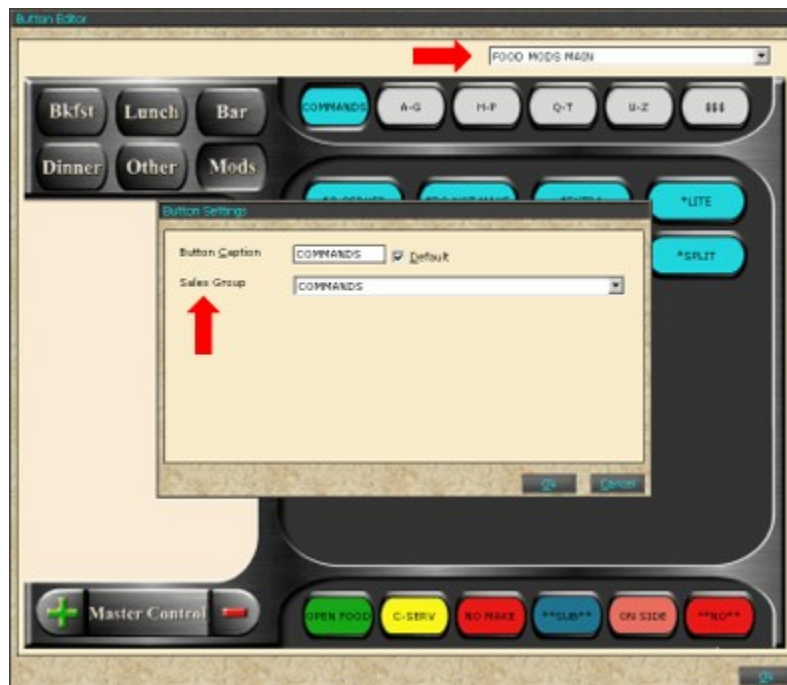 Button Editor
FOOD MODS MAIN
Bkfst Lunch Bar
COMMANDS A-G H-P Q-T U-Z $$$
Dinner Other Mods
*LITE
Button Settings
*SPLIT
Button Caption COMMANDS Default
Sales Group COMMANDS
Ok Cancel
Master Control
OPEN FOOD C-SERV NO MAKE **SUB** ON SIDE **NO**
Ok